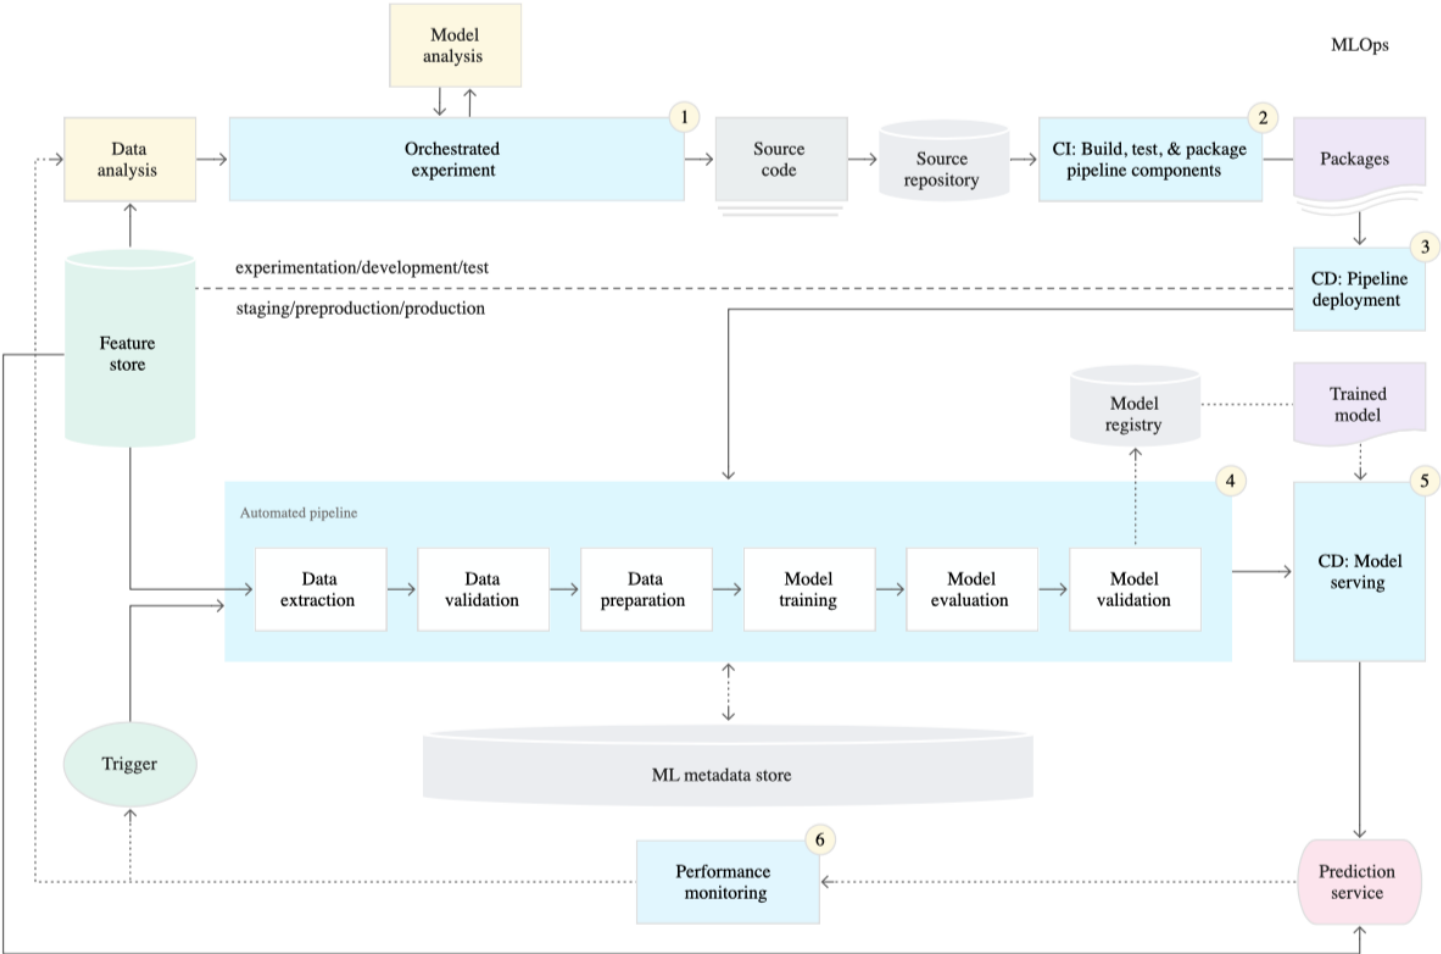 Model
analysis
MLOps
1
2
Data
analysis
Orchestrated
experiment
Source
code
Source
repository
CI: Build, test, & package
pipeline components
Packages
3
experimentation/development/test
staging/preproduction/production
CD: Pipeline
deployment
Feature
store
Model
registry
Trained
model
4
5
Automated pipeline
Data
extraction
Data
validation
Data
preparation
Model
training
Model
evaluation
Model
validation
CD: Model
serving
Trigger
ML metadata store
6
Performance
monitoring
Prediction
service